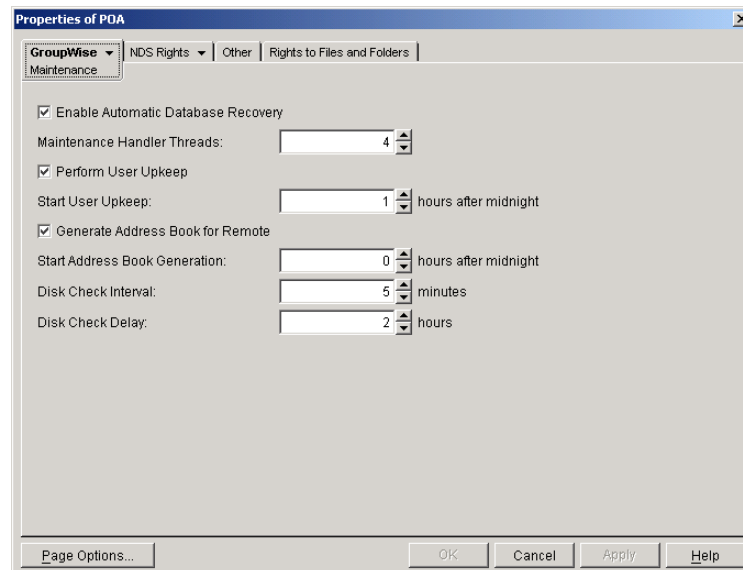 Properties of POA
GroupWise NDS Rights Other Rights to Files and Folders
Maintenance
Enable Automatic Database Recovery
Maintenance Handler Threads: 4
Perform User Upkeep
Start User Upkeep: 1 hours after midnight
Generate Address Book for Remote
Start Address Book Generation: 0 hours after midnight
Disk Check Interval: 5 minutes
Disk Check Delay: 2 hours
Page Options... OK Cancel Apply Help